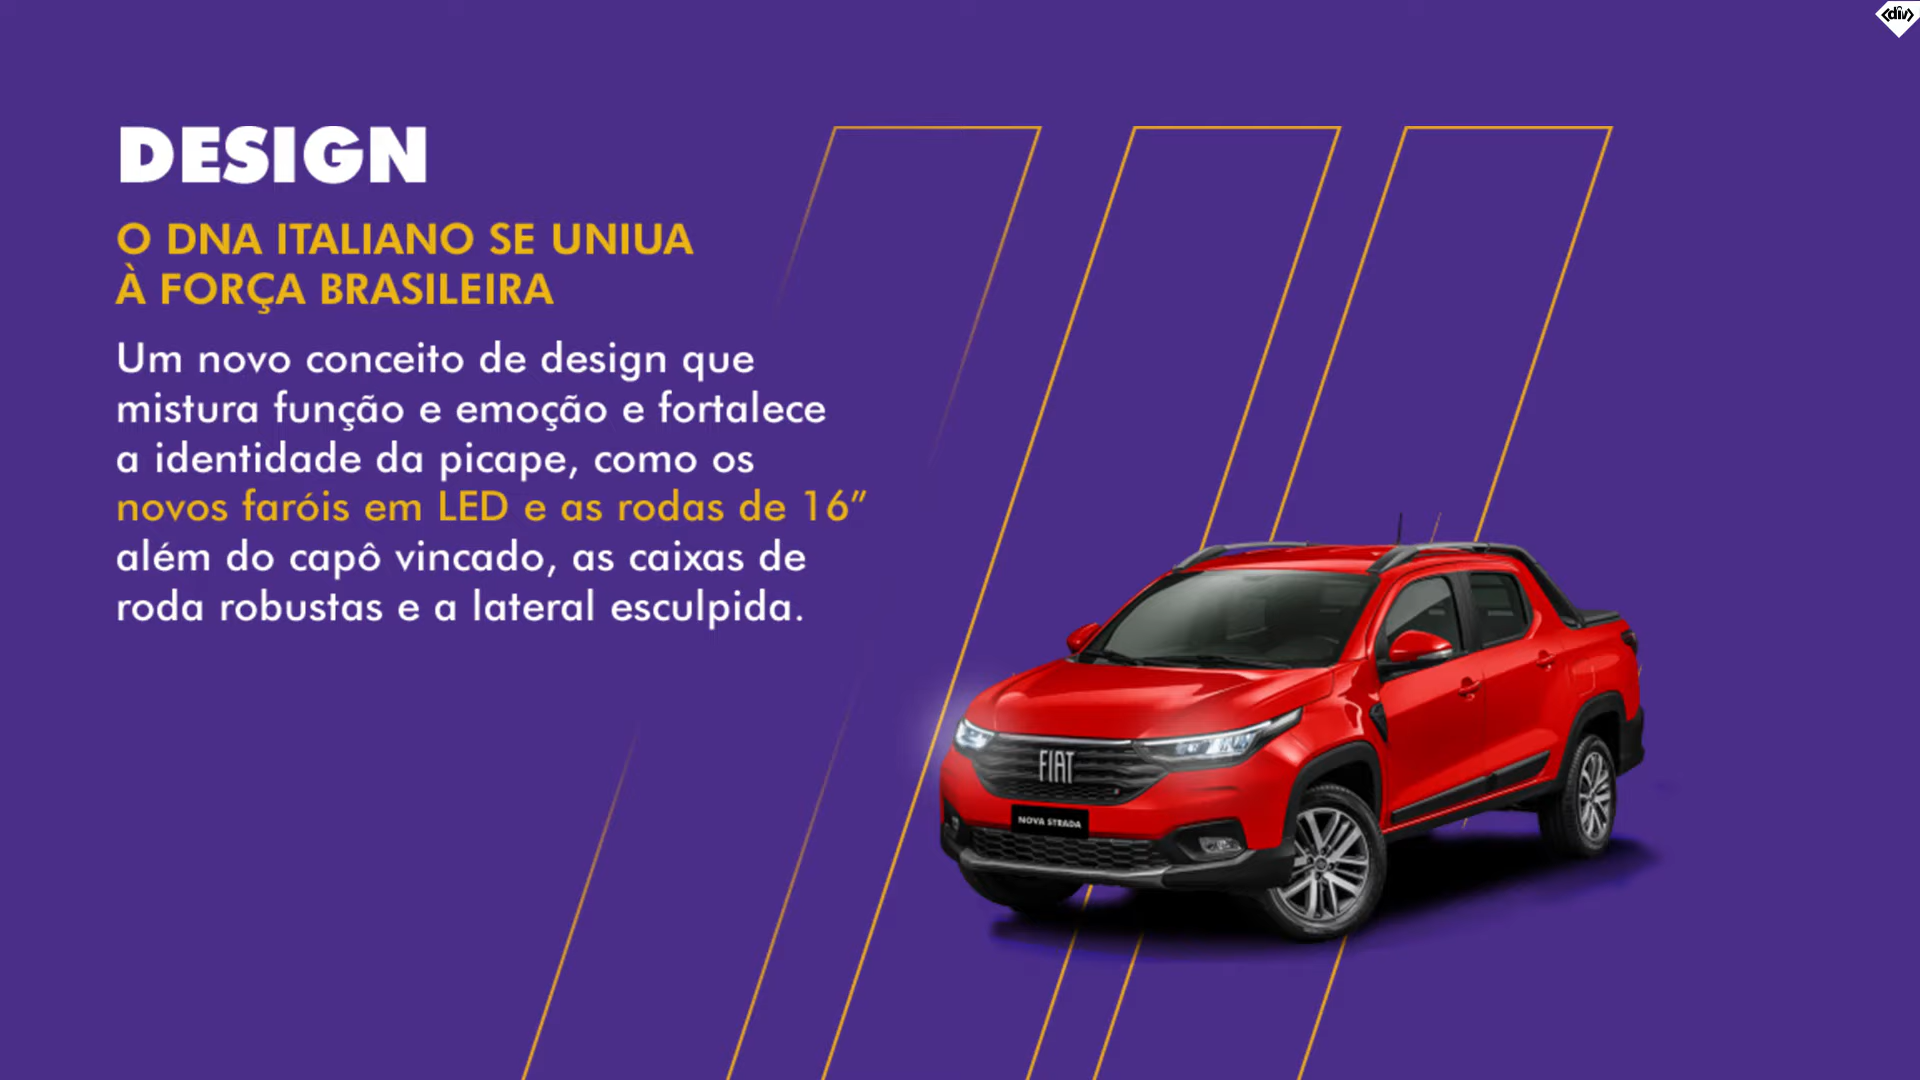 <div>
DESIGN
O DNA ITALIANO SE UNIUA
À FORÇA BRASILEIRA
Um novo conceito de design que
mistura função e emoção e fortalece
a identidade da picape, como os
novos faróis em LED e as rodas de 16”
além do capô vincado, as caixas de
roda robustas e a lateral esculpida.
FIAT
NOVA STRADA